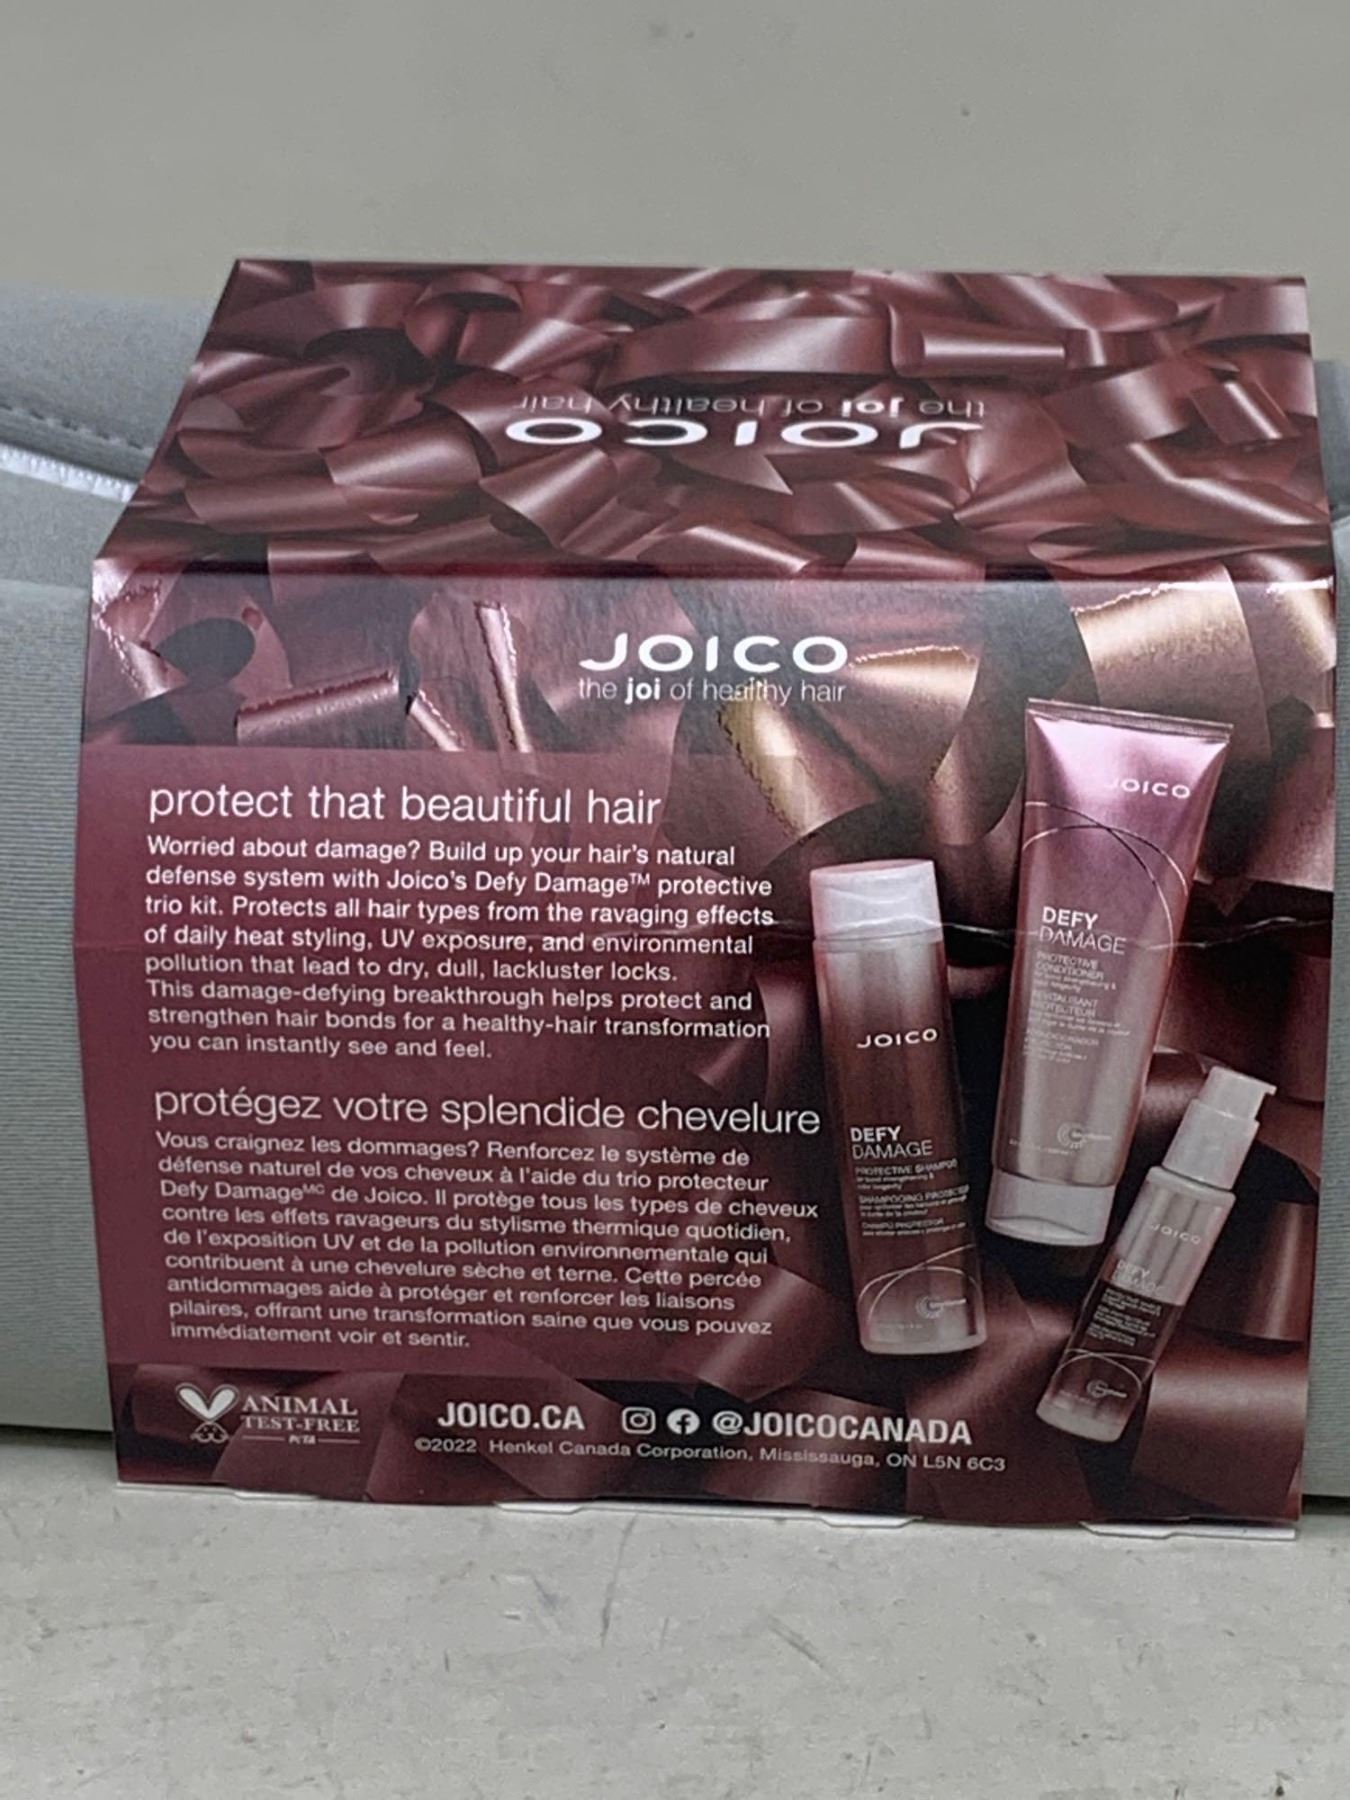 the joi of healthy hair
JOICO
JOICO
the joi of healthy hair
protect that beautiful hair
Worried about damage? Build up your hair's natural
defense system with Joico's Defy Damage™ protective
trio kit. Protects all hair types from the ravaging effects
of daily heat styling, UV exposure, and environmental
pollution that lead to dry, dull, lackluster locks.
This damage-defying breakthrough helps protect and
strengthen hair bonds for a healthy-hair transformation
you can instantly see and feel.
protégez votre splendide chevelure
Vous craignez les dommages? Renforcez le système de
défense naturel de vos cheveux à l'aide du trio protecteur
Defy Damageᴹᶜ de Joico. Il protège tous les types de cheveux
contre les effets ravageurs du stylisme thermique quotidien,
de l'exposition UV et de la pollution environnementale qui
contribuent à une chevelure sèche et terne. Cette percée
antidommages aide à protéger et renforcer les liaisons
pilaires, offrant une transformation saine que vous pouvez
immédiatement voir et sentir.
JOICO
DEFY
DAMAGE
PROTECTIVE SHAMPOO
SHAMPOOING PROTECTEUR
JOICO
DEFY
DAMAGE
PROTECTIVE
CONDITIONER
REVITALISANT
PROTECTEUR
JOICO
DEFY
DAMAGE
ANIMAL
TEST-FREE
PETA
JOICO.CA @JOICOCANADA
©2022 Henkel Canada Corporation, Mississauga, ON L5N 6C3